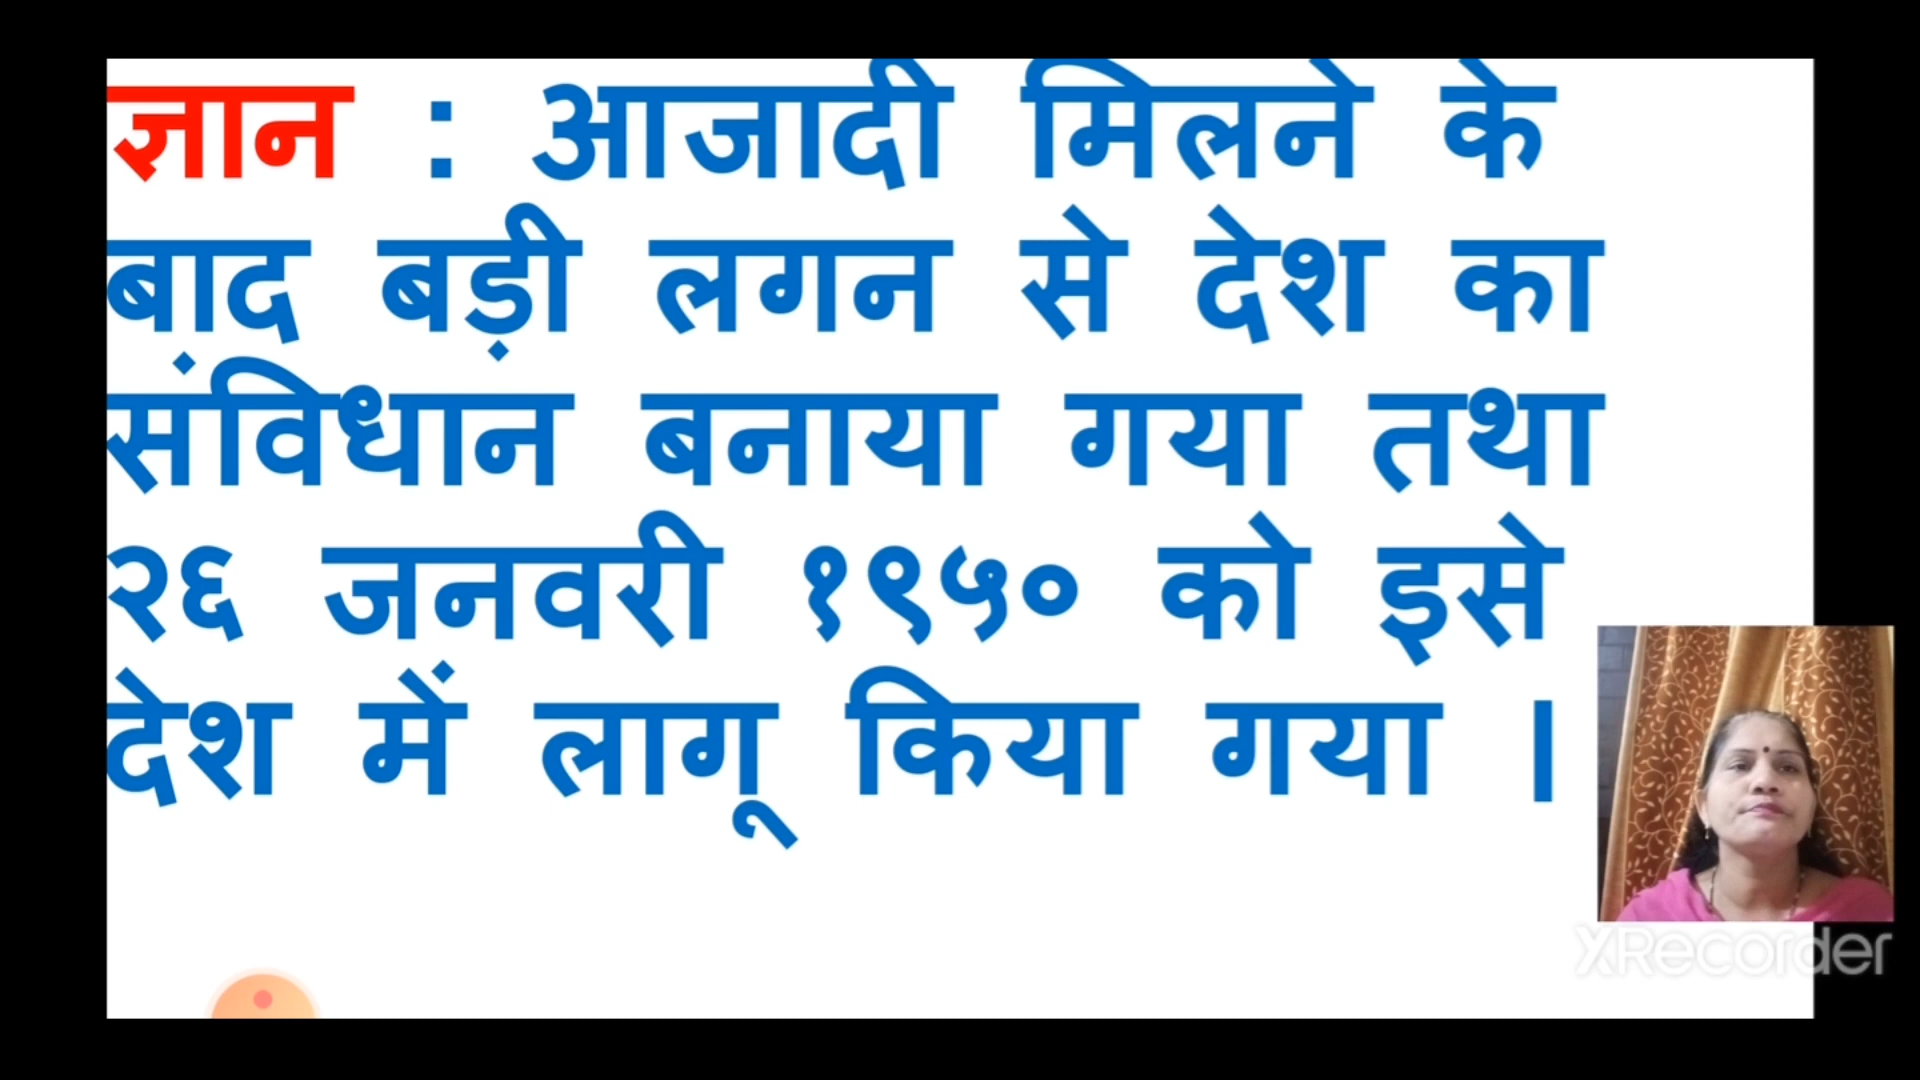 ज्ञान : आजादी मिलने के
बाद बड़ी लगन से देश का
संविधान बनाया गया तथा
२६ जनवरी १९५० को इसे
देश में लागू किया गया ।
XRecorder